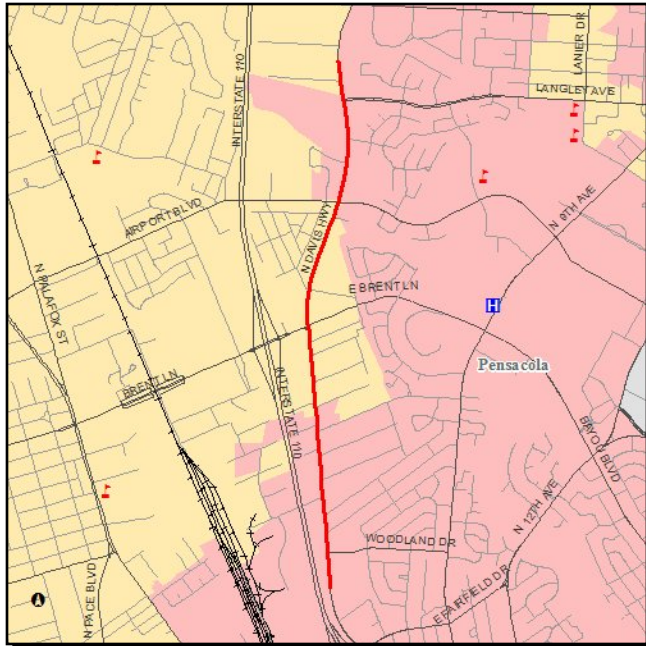 LANIER DR
INTERSTATE 110
LANGLEY AVE
N 9TH AVE
AIRPORT BLVD
N DAVIS HWY
N PALAFOX ST
E BRENT LN
H
BRENT LN
Pensacola
INTERSTATE 110
BAYOU BLVD
N 12TH AVE
WOODLAND DR
E FAIRFIELD DR
N PACE BLVD